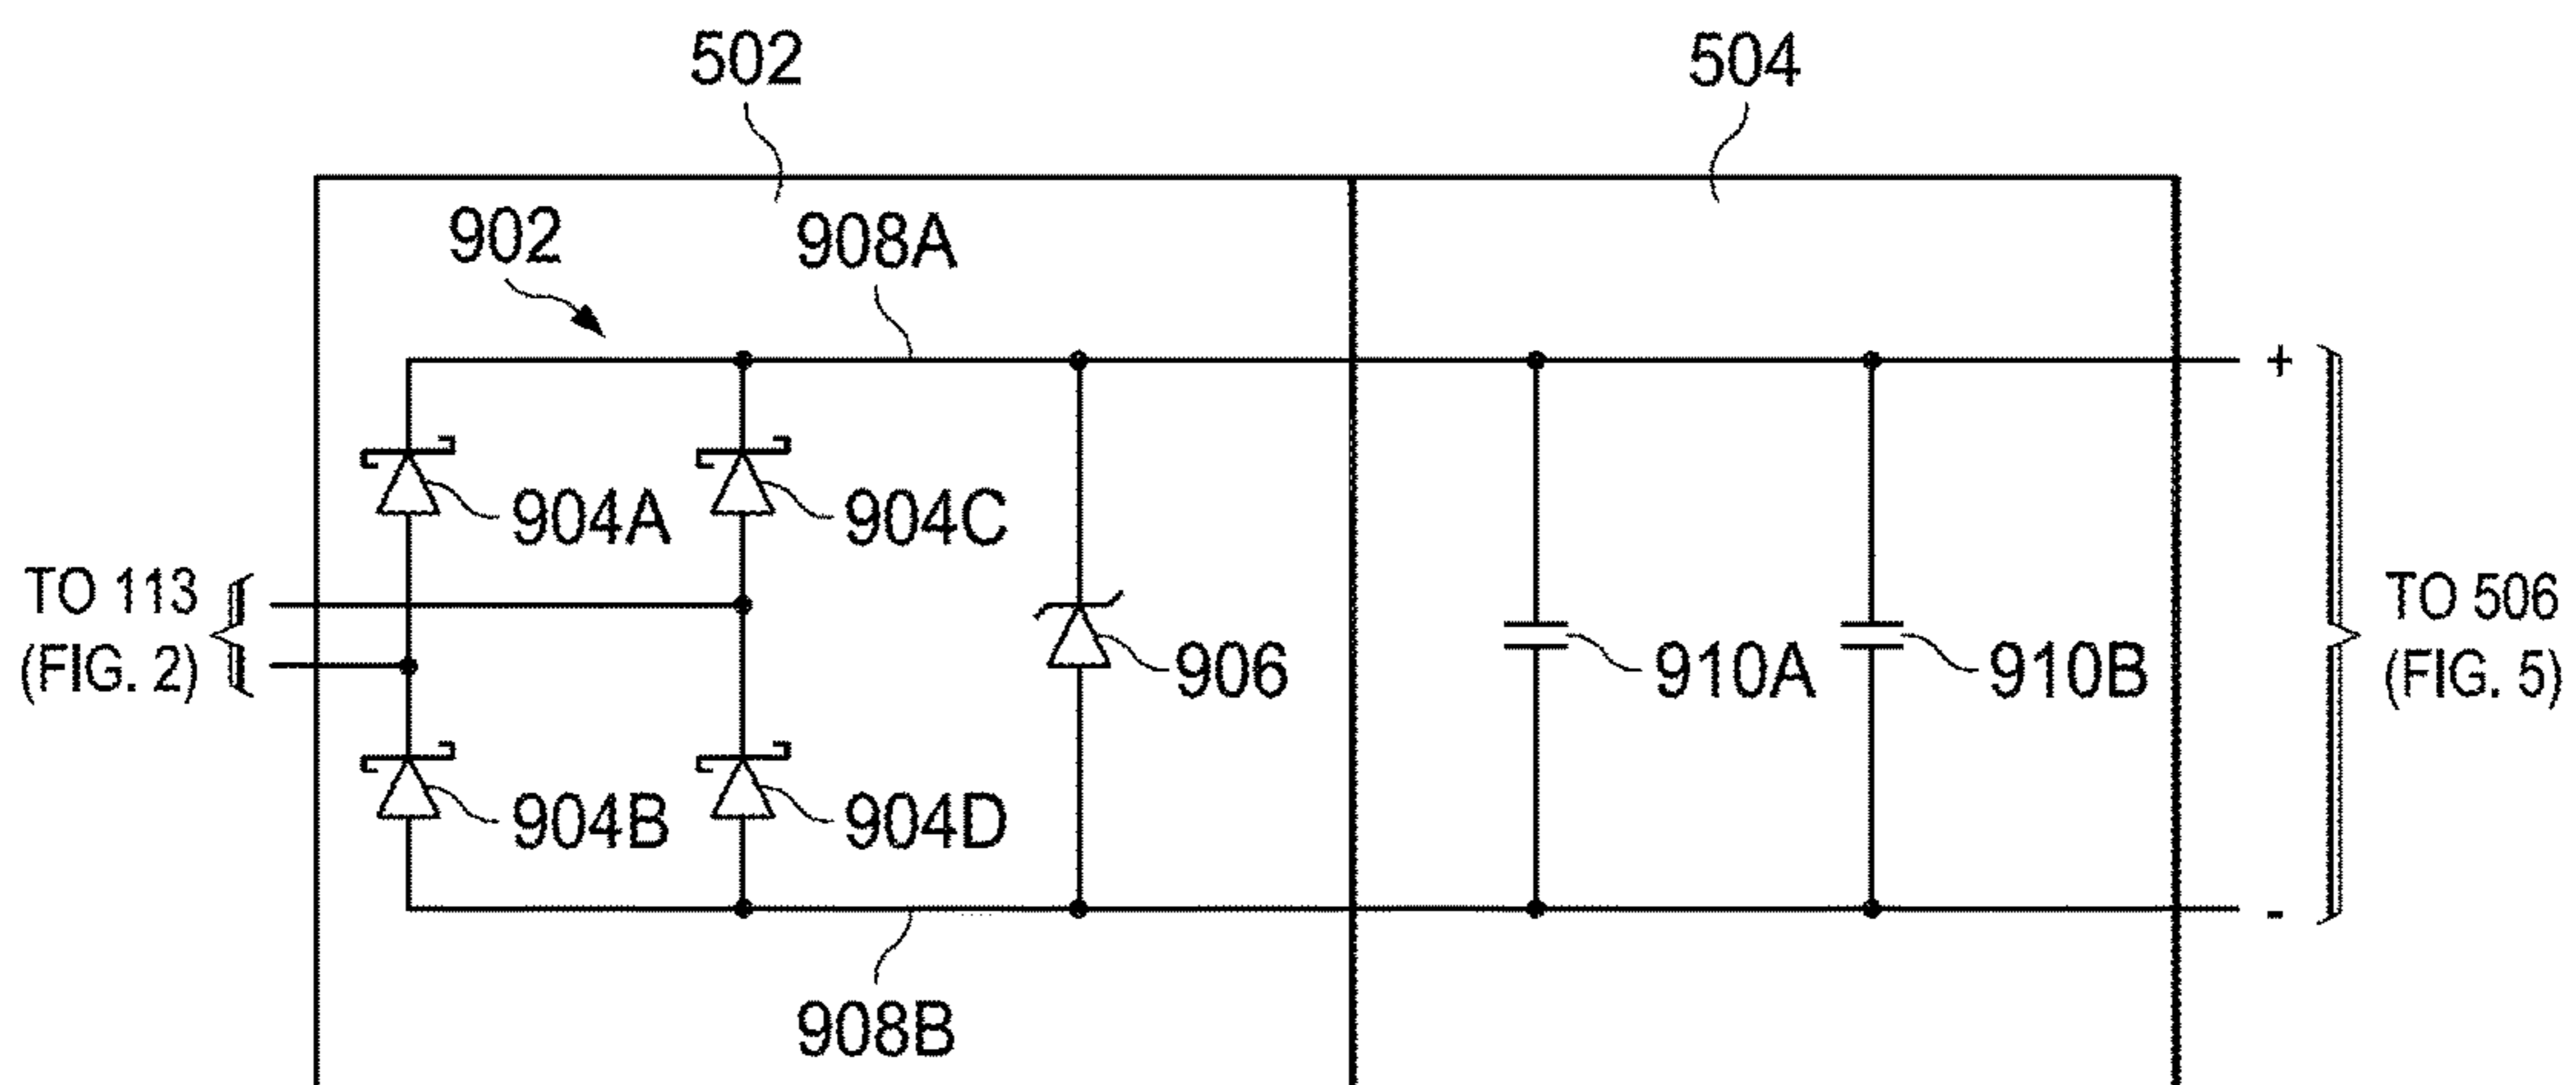 502
504
902
908A
+
904A
904C
TO 113
(FIG. 2)
906
910A
910B
TO 506
(FIG. 5)
904B
904D
-
908B